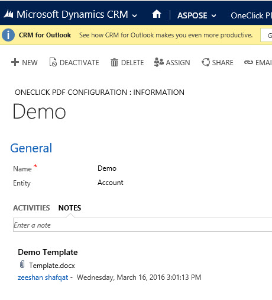 Microsoft Dynamics CRM ASPOSE OneClick P
CRM for Outlook See how CRM for Outlook makes you even more productive. G
NEW DEACTIVATE DELETE ASSIGN SHARE EMAI
ONECLICK PDF CONFIGURATION : INFORMATION
Demo
General
Name * Demo
Entity Account
ACTIVITIES NOTES
Enter a note
Demo Template
Template.docx
zeeshan shafqat - Wednesday, March 16, 2016 3:01:13 PM